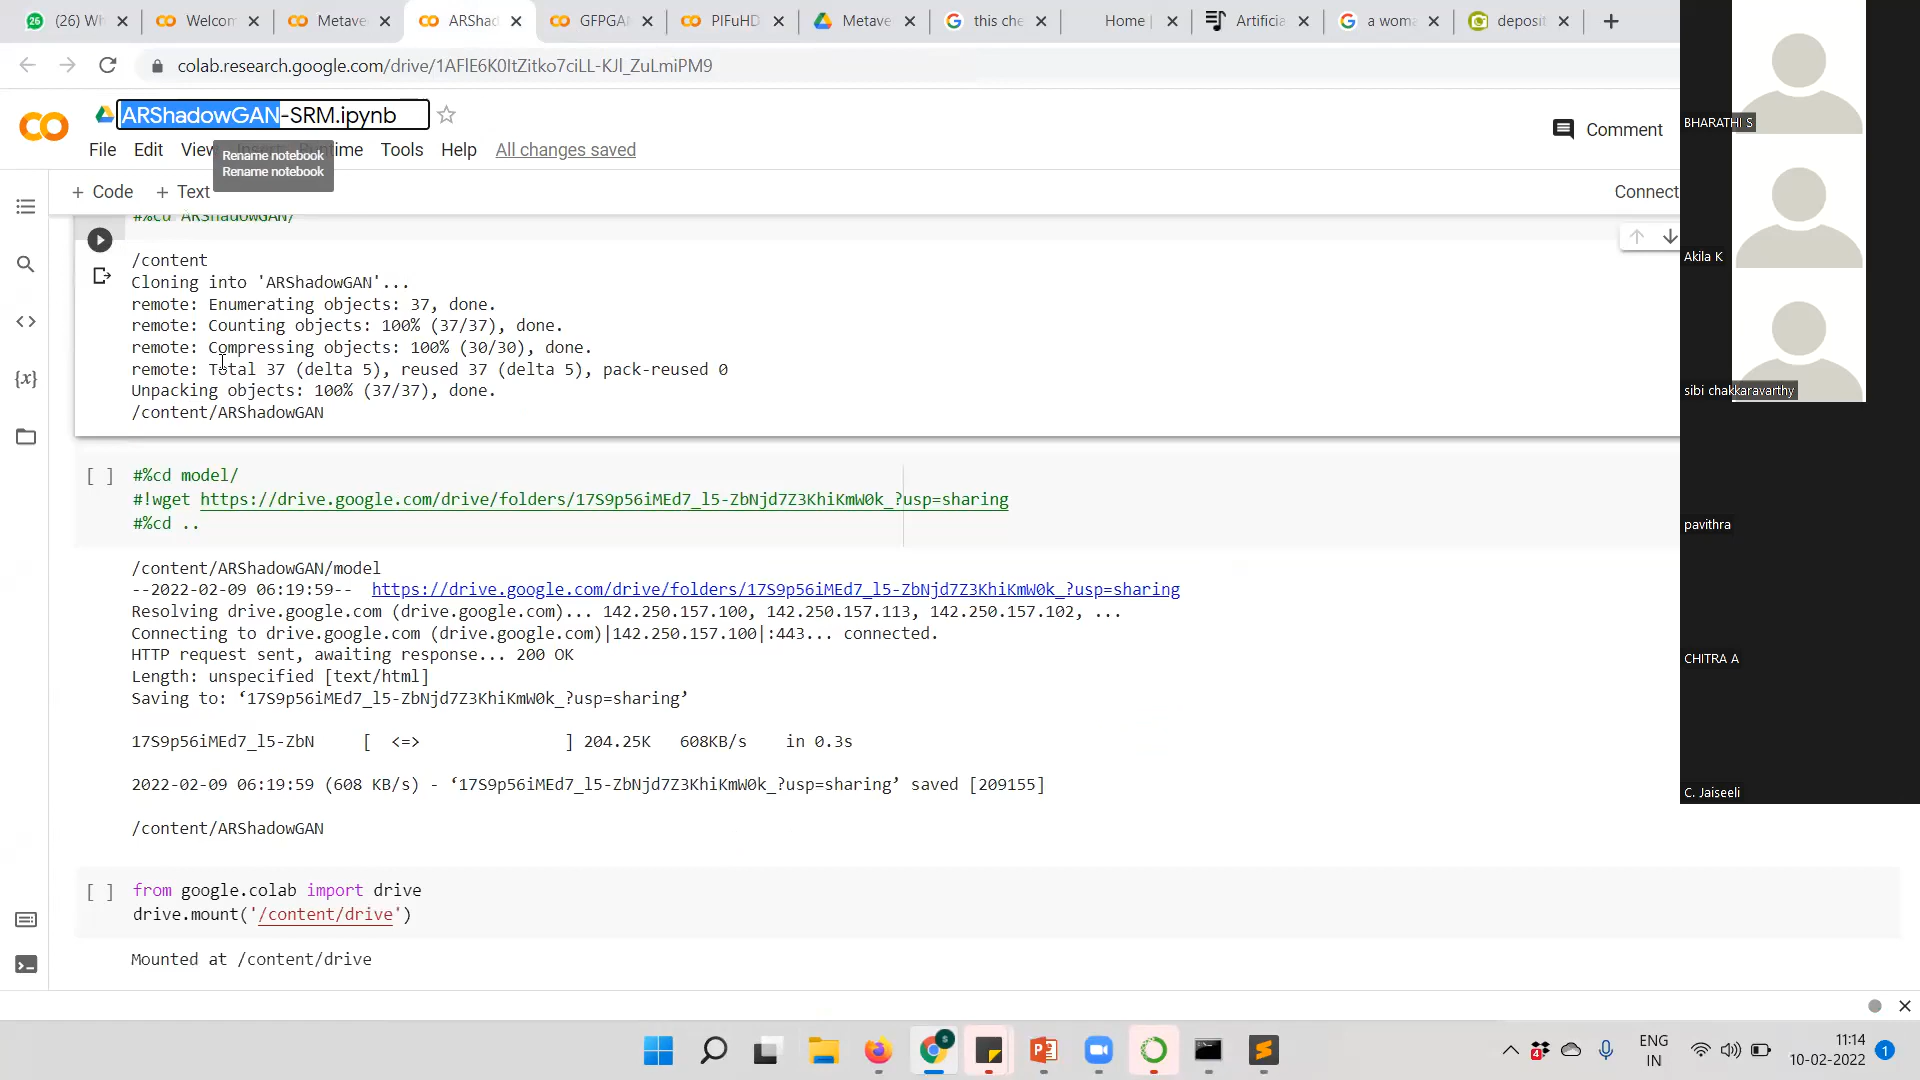 (26) Wh
Welcom
Metave
ARShad
GFPGA
PIFuHD
Metave
this che
Home |
Artificia
a woma
deposit
colab.research.google.com/drive/1AFlE6K0ltZitko7ciLL-KJl_ZuLmiPM9
ARShadowGAN-SRM.ipynb
Comment
File Edit View Insert Runtime Tools Help All changes saved
Rename notebook
Rename notebook
+ Code + Text
Connect
#%cd ARShadowGAN/
/content
Cloning into 'ARShadowGAN'...
remote: Enumerating objects: 37, done.
remote: Counting objects: 100% (37/37), done.
remote: Compressing objects: 100% (30/30), done.
remote: Total 37 (delta 5), reused 37 (delta 5), pack-reused 0
Unpacking objects: 100% (37/37), done.
/content/ARShadowGAN
[ ] #%cd model/
#!wget https://drive.google.com/drive/folders/17S9p56iMEd7_l5-ZbNjd7Z3KhiKmW0k_?usp=sharing
#%cd ..
/content/ARShadowGAN/model
--2022-02-09 06:19:59-- https://drive.google.com/drive/folders/17S9p56iMEd7_l5-ZbNjd7Z3KhiKmW0k_?usp=sharing
Resolving drive.google.com (drive.google.com)... 142.250.157.100, 142.250.157.113, 142.250.157.102, ...
Connecting to drive.google.com (drive.google.com)|142.250.157.100|:443... connected.
HTTP request sent, awaiting response... 200 OK
Length: unspecified [text/html]
Saving to: ‘17S9p56iMEd7_l5-ZbNjd7Z3KhiKmW0k_?usp=sharing’
17S9p56iMEd7_l5-ZbN [ <=> ] 204.25K 608KB/s in 0.3s
2022-02-09 06:19:59 (608 KB/s) - ‘17S9p56iMEd7_l5-ZbNjd7Z3KhiKmW0k_?usp=sharing’ saved [209155]
/content/ARShadowGAN
[ ] from google.colab import drive
drive.mount('/content/drive')
Mounted at /content/drive
BHARATHI S
Akila K
sibi chakkaravarthy
pavithra
CHITRA A
C. Jaiseeli
ENG
IN
11:14
10-02-2022
1